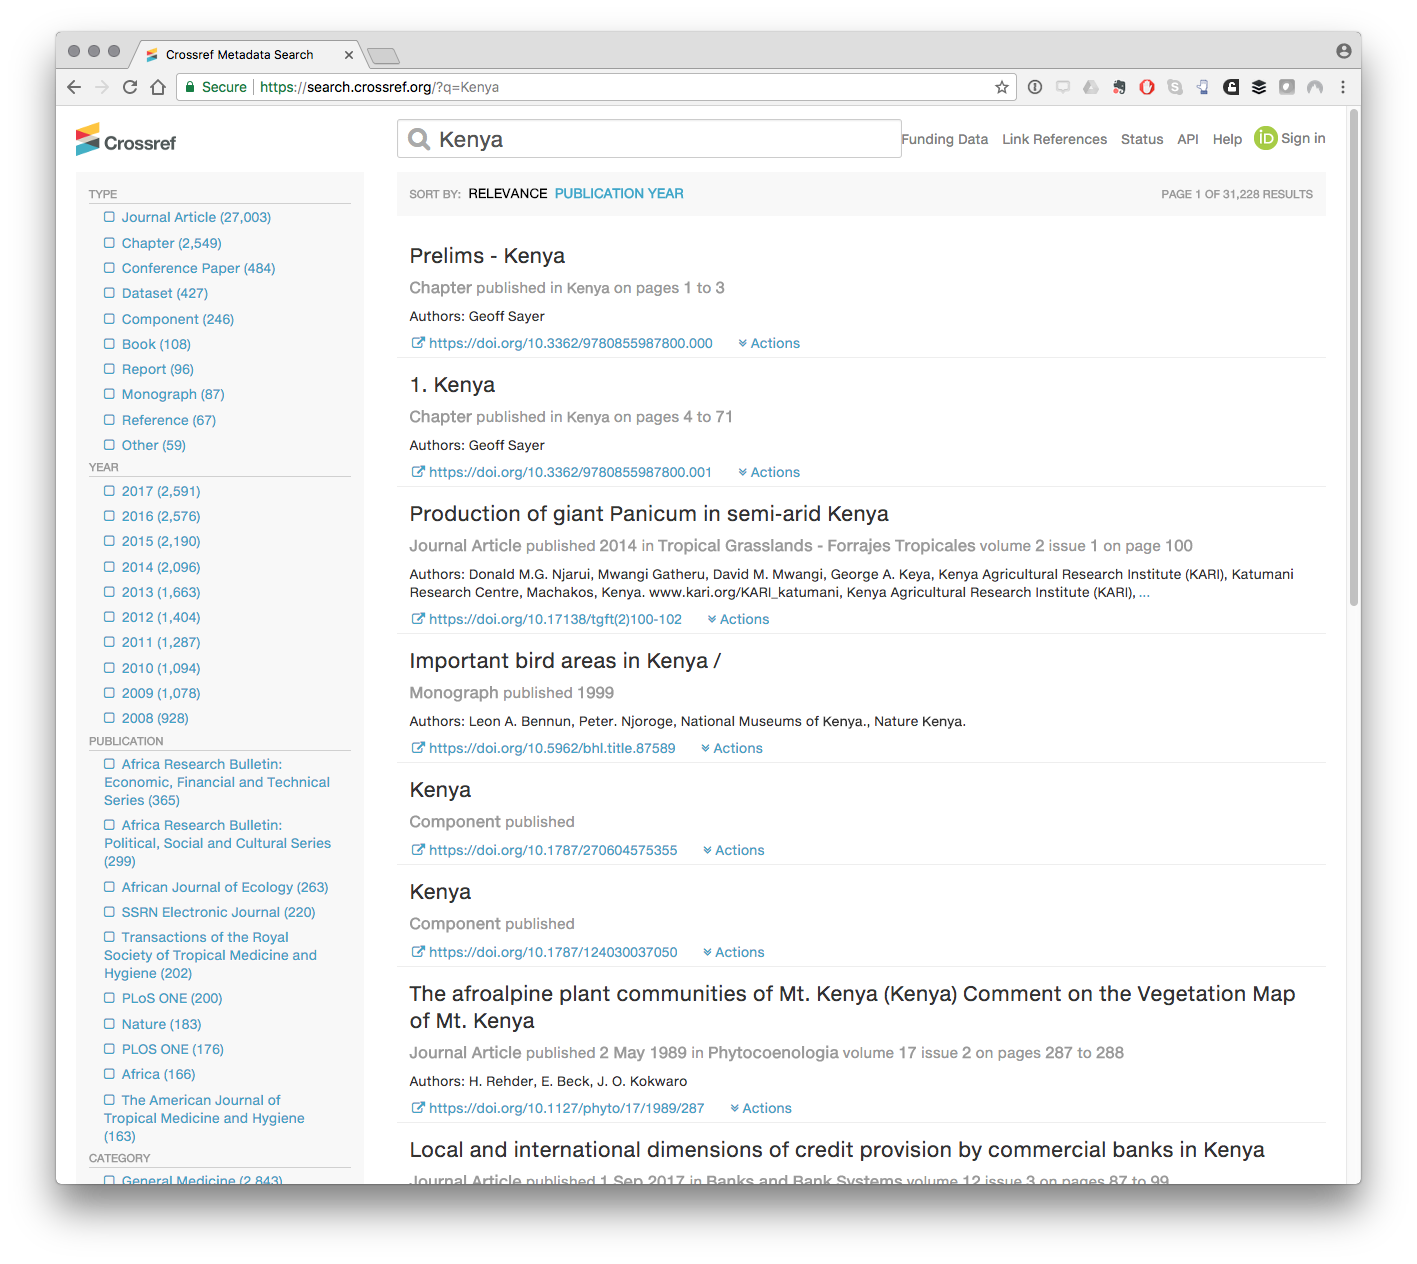 Crossref Metadata Search
Secure
https://search.crossref.org/?q=Kenya
Crossref
Kenya
Funding Data
Link References
Status
API
Help
iD
Sign in
TYPE
Journal Article (27,003)
Chapter (2,549)
Conference Paper (484)
Dataset (427)
Component (246)
Book (108)
Report (96)
Monograph (87)
Reference (67)
Other (59)
YEAR
2017 (2,591)
2016 (2,576)
2015 (2,190)
2014 (2,096)
2013 (1,663)
2012 (1,404)
2011 (1,287)
2010 (1,094)
2009 (1,078)
2008 (928)
PUBLICATION
Africa Research Bulletin:
Economic, Financial and Technical
Series (365)
Africa Research Bulletin:
Political, Social and Cultural Series
(299)
African Journal of Ecology (263)
SSRN Electronic Journal (220)
Transactions of the Royal
Society of Tropical Medicine and
Hygiene (202)
PLoS ONE (200)
Nature (183)
PLOS ONE (176)
Africa (166)
The American Journal of
Tropical Medicine and Hygiene
(163)
CATEGORY
General Medicine (2,843)
SORT BY: RELEVANCE PUBLICATION YEAR
PAGE 1 OF 31,228 RESULTS
Prelims - Kenya
Chapter published in Kenya on pages 1 to 3
Authors: Geoff Sayer
https://doi.org/10.3362/9780855987800.000 Actions
1. Kenya
Chapter published in Kenya on pages 4 to 71
Authors: Geoff Sayer
https://doi.org/10.3362/9780855987800.001 Actions
Production of giant Panicum in semi-arid Kenya
Journal Article published 2014 in Tropical Grasslands - Forrajes Tropicales volume 2 issue 1 on page 100
Authors: Donald M.G. Njarui, Mwangi Gatheru, David M. Mwangi, George A. Keya, Kenya Agricultural Research Institute (KARI), Katumani
Research Centre, Machakos, Kenya. www.kari.org/KARI_katumani, Kenya Agricultural Research Institute (KARI), ...
https://doi.org/10.17138/tgft(2)100-102 Actions
Important bird areas in Kenya /
Monograph published 1999
Authors: Leon A. Bennun, Peter. Njoroge, National Museums of Kenya., Nature Kenya.
https://doi.org/10.5962/bhl.title.87589 Actions
Kenya
Component published
https://doi.org/10.1787/270604575355 Actions
Kenya
Component published
https://doi.org/10.1787/124030037050 Actions
The afroalpine plant communities of Mt. Kenya (Kenya) Comment on the Vegetation Map
of Mt. Kenya
Journal Article published 2 May 1989 in Phytocoenologia volume 17 issue 2 on pages 287 to 288
Authors: H. Rehder, E. Beck, J. O. Kokwaro
https://doi.org/10.1127/phyto/17/1989/287 Actions
Local and international dimensions of credit provision by commercial banks in Kenya
Journal Article published 1 Sep 2017 in Banks and Bank Systems volume 12 issue 3 on pages 87 to 99